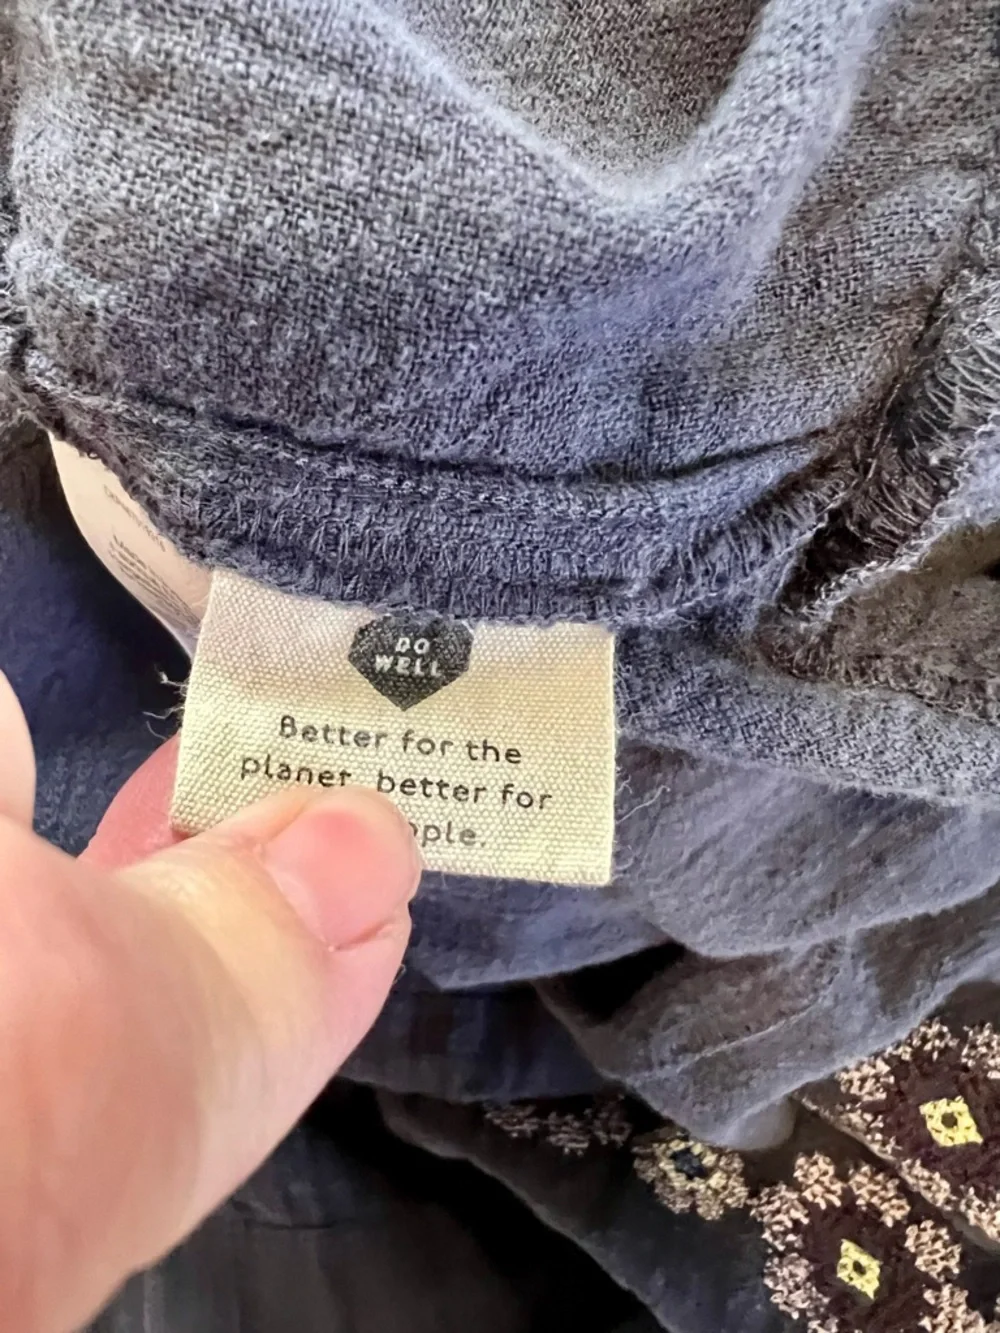 DO
WELL
Better for the
planet, better for